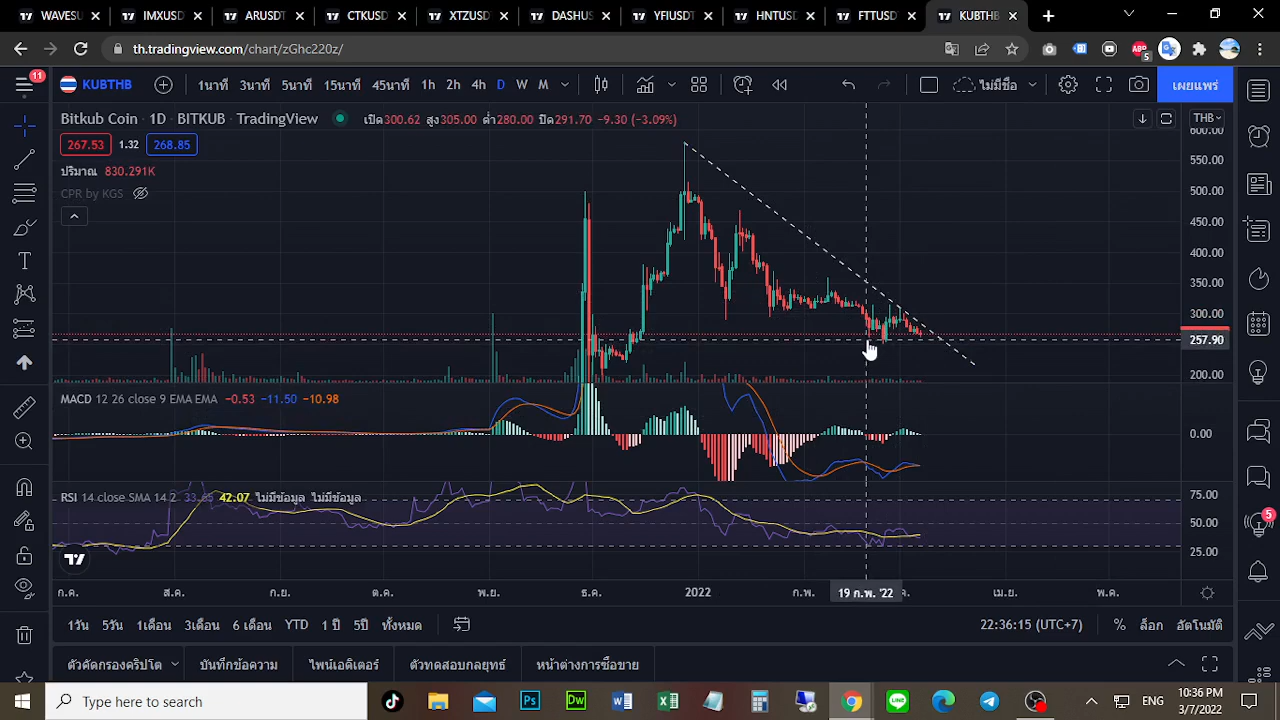 WAVESU
IMXUSD
ARUSDT
CTKUSD
XTZUSD
DASHUS
YFIUSDT
HNTUSD
FTTUSDT
KUBTHB
th.tradingview.com/chart/zGhc220z/
ABP 5
11
KUBTHB
1นาที 3นาที 5นาที 15นาที 45นาที 1h 2h 4h D W M
ไม่มีชื่อ
เผยแพร่
Bitkub Coin · 1D · BITKUB · TradingView
เปิด300.62 สูง305.00 ต่ำ280.00 ปิด291.70 −9.30 (−3.09%)
THB
267.53 1.32 268.85
ปริมาณ 830.291K
CPR by KGS
600.00
550.00
500.00
450.00
400.00
350.00
300.00
257.90
200.00
MACD 12 26 close 9 EMA EMA −0.53 −11.50 −10.98
0.00
RSI 14 close SMA 14 2 42.07 ไม่มีข้อมูล ไม่มีข้อมูล
75.00
50.00
25.00
5
ก.ค. ส.ค. ก.ย. ต.ค. พ.ย. ธ.ค. 2022 ก.พ. 19 ก.พ. '22 เม.ย. พ.ค.
1วัน 5วัน 1เดือน 3เดือน 6 เดือน YTD 1 ปี 5ปี ทั้งหมด
22:36:15 (UTC+7) % ล็อก อัตโนมัติ
ตัวคัดกรองคริปโต บันทึกข้อความ ไพน์เอดิเตอร์ ตัวทดสอบกลยุทธ์ หน้าต่างการซื้อขาย
Type here to search
Ps
Dw
LINE
ENG
10:36 PM
3/7/2022